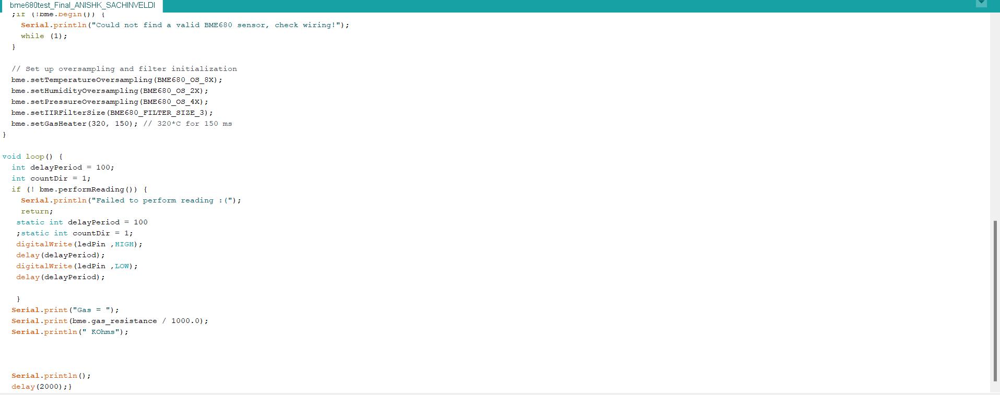 bme680test_Final_ANISHK_SACHINVELDI
;if (!bme.begin()) {
Serial.println("Could not find a valid BME680 sensor, check wiring!");
while (1);
}
// Set up oversampling and filter initialization
bme.setTemperatureOversampling(BME680_OS_8X);
bme.setHumidityOversampling(BME680_OS_2X);
bme.setPressureOversampling(BME680_OS_4X);
bme.setIIRFilterSize(BME680_FILTER_SIZE_3);
bme.setGasHeater(320, 150); // 320*C for 150 ms
}
void loop() {
int delayPeriod = 100;
int countDir = 1;
if (! bme.performReading()) {
Serial.println("Failed to perform reading :(");
return;
static int delayPeriod = 100
;static int countDir = 1;
digitalWrite(ledPin ,HIGH);
delay(delayPeriod);
digitalWrite(ledPin ,LOW);
delay(delayPeriod);
}
Serial.print("Gas = ");
Serial.print(bme.gas_resistance / 1000.0);
Serial.println(" KOhms");
Serial.println();
delay(2000);}